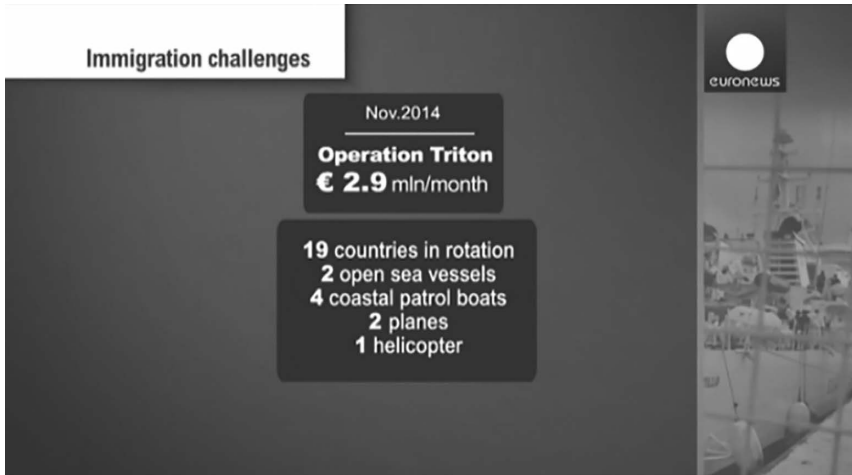 Immigration challenges
euronews
Nov.2014
Operation Triton
€ 2.9 mln/month
19 countries in rotation
2 open sea vessels
4 coastal patrol boats
2 planes
1 helicopter